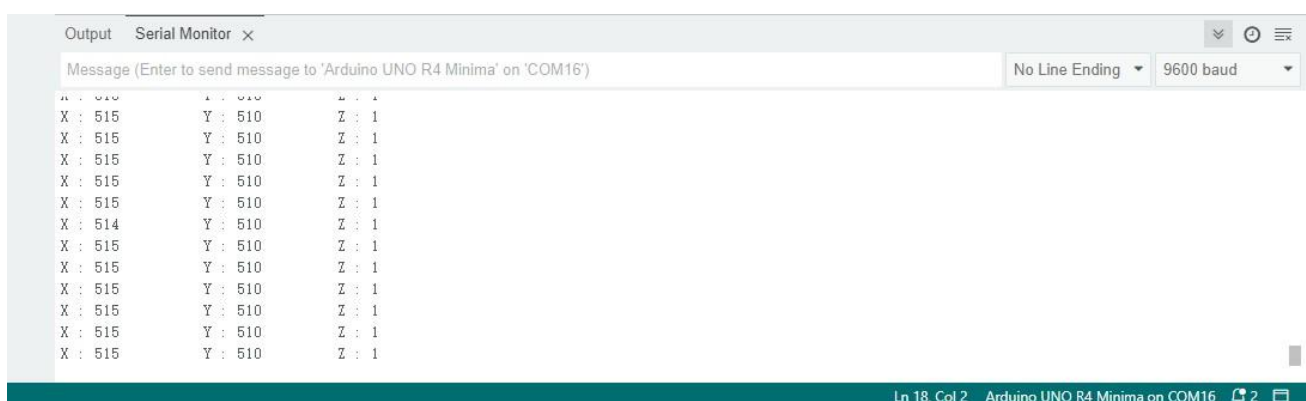 Output Serial Monitor ×
Message (Enter to send message to 'Arduino UNO R4 Minima' on 'COM16') No Line Ending 9600 baud
X : 515 Y : 510 Z : 1
X : 515 Y : 510 Z : 1
X : 515 Y : 510 Z : 1
X : 515 Y : 510 Z : 1
X : 515 Y : 510 Z : 1
X : 514 Y : 510 Z : 1
X : 515 Y : 510 Z : 1
X : 515 Y : 510 Z : 1
X : 515 Y : 510 Z : 1
X : 515 Y : 510 Z : 1
X : 515 Y : 510 Z : 1
X : 515 Y : 510 Z : 1
Ln 18, Col 2 Arduino UNO R4 Minima on COM16 2